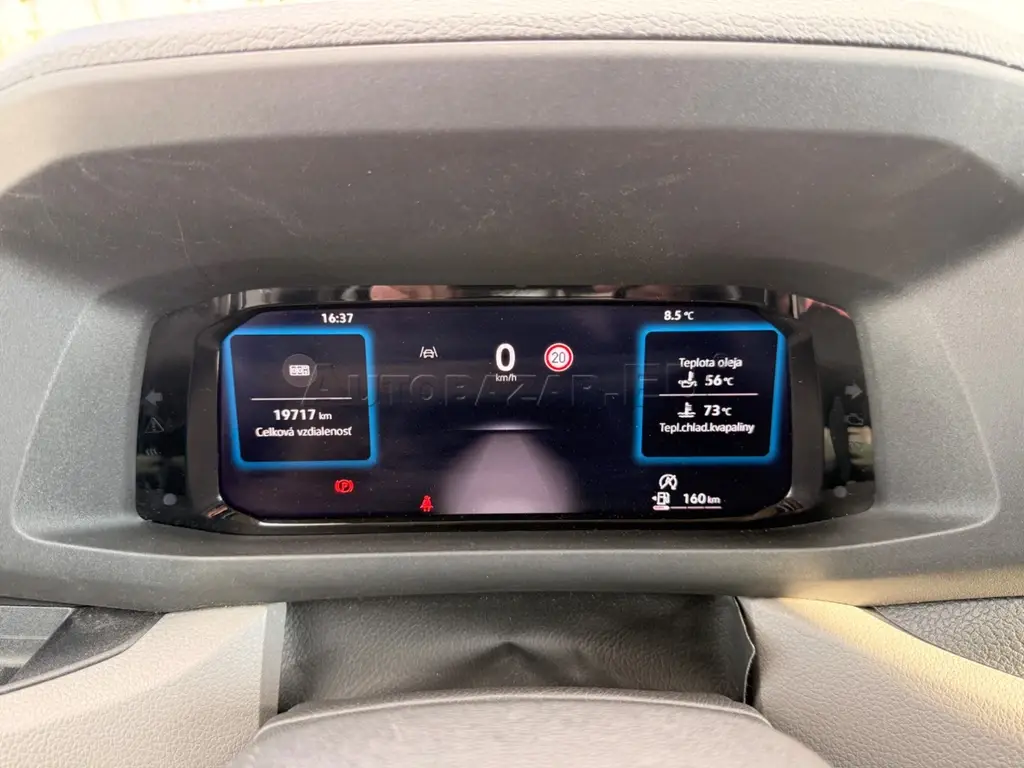 16:37
8.5 °C
0
km/h
20
19717 km
Celková vzdialenosť
Teplota oleja
56 °C
73 °C
Tepl.chlad.kvapaliny
AUTOBAZAR.EU
P
160 km